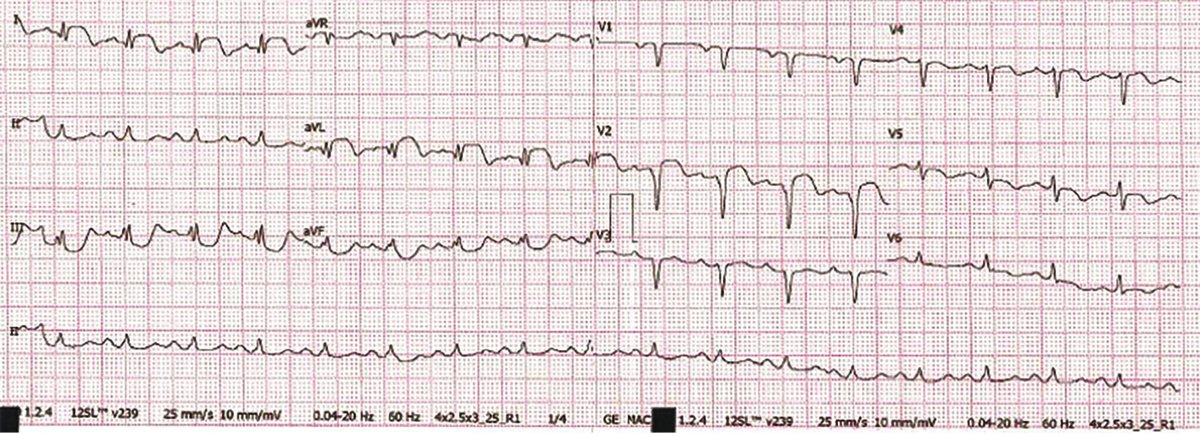 I aVR V1 V4
II aVL V2 V5
III aVF V3 V6
II
1.2.4 12SL™ v239 25 mm/s 10 mm/mV 0.04-20 Hz 60 Hz 4x2.5x3_25_R1 1/4 GE MAC 1.2.4 12SL™ v239 25 mm/s 10 mm/mV 0.04-20 Hz 60 Hz 4x2.5x3_25_R1